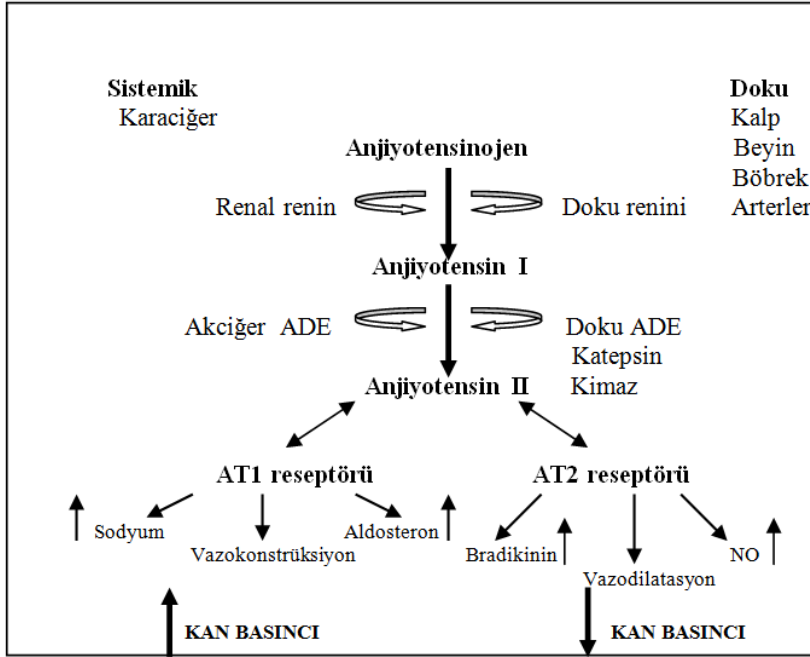 Sistemik
Karaciğer
Doku
Kalp
Beyin
Böbrek
Arterler
Anjiyotensinojen
Renal renin
Doku renini
Anjiyotensin I
Akciğer ADE
Doku ADE
Katepsin
Kimaz
Anjiyotensin II
AT1 reseptörü
AT2 reseptörü
Sodyum
Vazokonstrüksiyon
Aldosteron
Bradikinin
Vazodilatasyon
NO
KAN BASINCI
KAN BASINCI